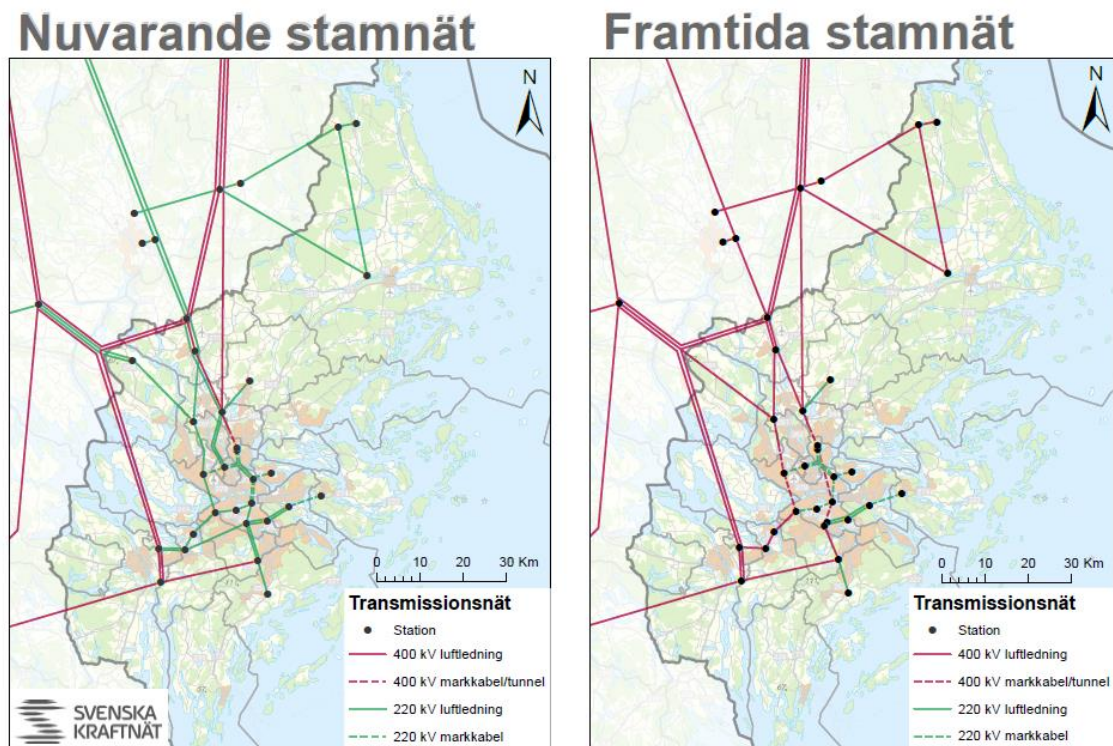 Nuvarande stamnät
N
0 10 20 30 Km
Transmissionsnät
Station
400 kV luftledning
400 kV markkabel/tunnel
220 kV luftledning
220 kV markkabel
SVENSKA
KRAFTNÄT
Framtida stamnät
N
0 10 20 30 Km
Transmissionsnät
Station
400 kV luftledning
400 kV markkabel/tunnel
220 kV luftledning
220 kV markkabel